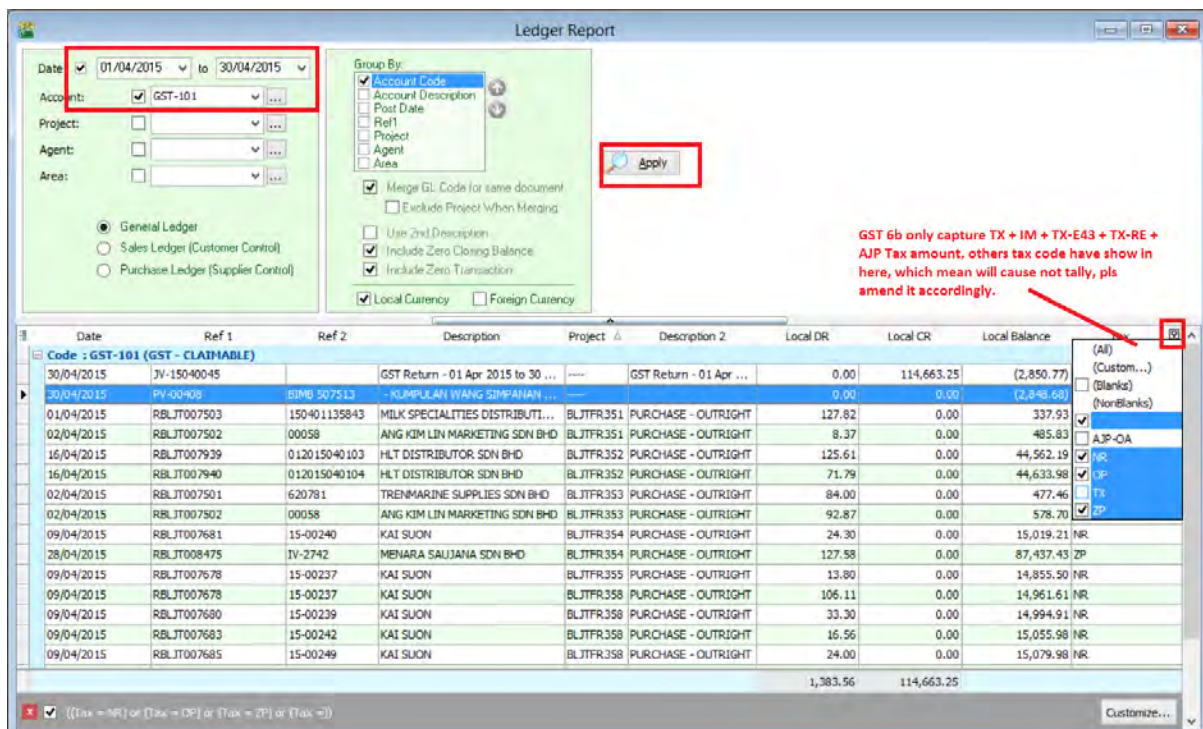 Ledger Report
Date: 01/04/2015 to 30/04/2015
Account: GST-101 ...
Project: ...
Agent: ...
Area: ...
General Ledger
Sales Ledger (Customer Control)
Purchase Ledger (Supplier Control)
Group By:
Account Code
Account Description
Post Date
Ref1
Project
Agent
Area
Merge GL Code for same document
Exclude Project When Merging
Use 2nd Description
Include Zero Closing Balance
Include Zero Transaction
Local Currency Foreign Currency
Apply
GST 6b only capture TX + IM + TX-E43 + TX-RE +
AJP Tax amount, others tax code have show in
here, which mean will cause not tally, pls
amend it accordingly.
Date Ref 1 Ref 2 Description Project Description 2 Local DR Local CR Local Balance
(All)
(Custom...)
(Blanks)
(NonBlanks)
AJP-OA
NR
OP
TX
ZP
Code : GST-101 (GST - CLAIMABLE)
30/04/2015 JV-15040045 GST Return - 01 Apr 2015 to 30 ... ---- GST Return - 01 Apr ... 0.00 114,663.25 (2,850.77)
30/04/2015 PV-00408 BIMB 507513 - KUMPULAN WANG SIMPANAN ... ---- 0.00 0.00 (2,848.68)
01/04/2015 RBLJT007503 150401135843 MILK SPECIALITIES DISTRIBUTI... BLJTFR351 PURCHASE - OUTRIGHT 127.82 0.00 337.93
02/04/2015 RBLJT007502 00058 ANG KIM LIN MARKETING SDN BHD BLJTFR351 PURCHASE - OUTRIGHT 8.37 0.00 485.83
16/04/2015 RBLJT007939 012015040103 HLT DISTRIBUTOR SDN BHD BLJTFR352 PURCHASE - OUTRIGHT 125.61 0.00 44,562.19
16/04/2015 RBLJT007940 012015040104 HLT DISTRIBUTOR SDN BHD BLJTFR352 PURCHASE - OUTRIGHT 71.79 0.00 44,633.98
02/04/2015 RBLJT007501 620781 TRENMARINE SUPPLIES SDN BHD BLJTFR353 PURCHASE - OUTRIGHT 84.00 0.00 477.46
02/04/2015 RBLJT007502 00058 ANG KIM LIN MARKETING SDN BHD BLJTFR353 PURCHASE - OUTRIGHT 92.87 0.00 578.70
09/04/2015 RBLJT007681 15-00240 KAI SUON BLJTFR354 PURCHASE - OUTRIGHT 24.30 0.00 15,019.21 NR
28/04/2015 RBLJT008475 IV-2742 MENARA SAUJANA SDN BHD BLJTFR354 PURCHASE - OUTRIGHT 127.58 0.00 87,437.43 ZP
09/04/2015 RBLJT007678 15-00237 KAI SUON BLJTFR355 PURCHASE - OUTRIGHT 13.80 0.00 14,855.50 NR
09/04/2015 RBLJT007678 15-00237 KAI SUON BLJTFR358 PURCHASE - OUTRIGHT 106.11 0.00 14,961.61 NR
09/04/2015 RBLJT007680 15-00239 KAI SUON BLJTFR358 PURCHASE - OUTRIGHT 33.30 0.00 14,994.91 NR
09/04/2015 RBLJT007683 15-00242 KAI SUON BLJTFR358 PURCHASE - OUTRIGHT 16.56 0.00 15,055.98 NR
09/04/2015 RBLJT007685 15-00249 KAI SUON BLJTFR358 PURCHASE - OUTRIGHT 24.00 0.00 15,079.98 NR
1,383.56 114,663.25
((Tax = NR) or (Tax = OP) or (Tax = ZP) or (Tax =))
Customize...